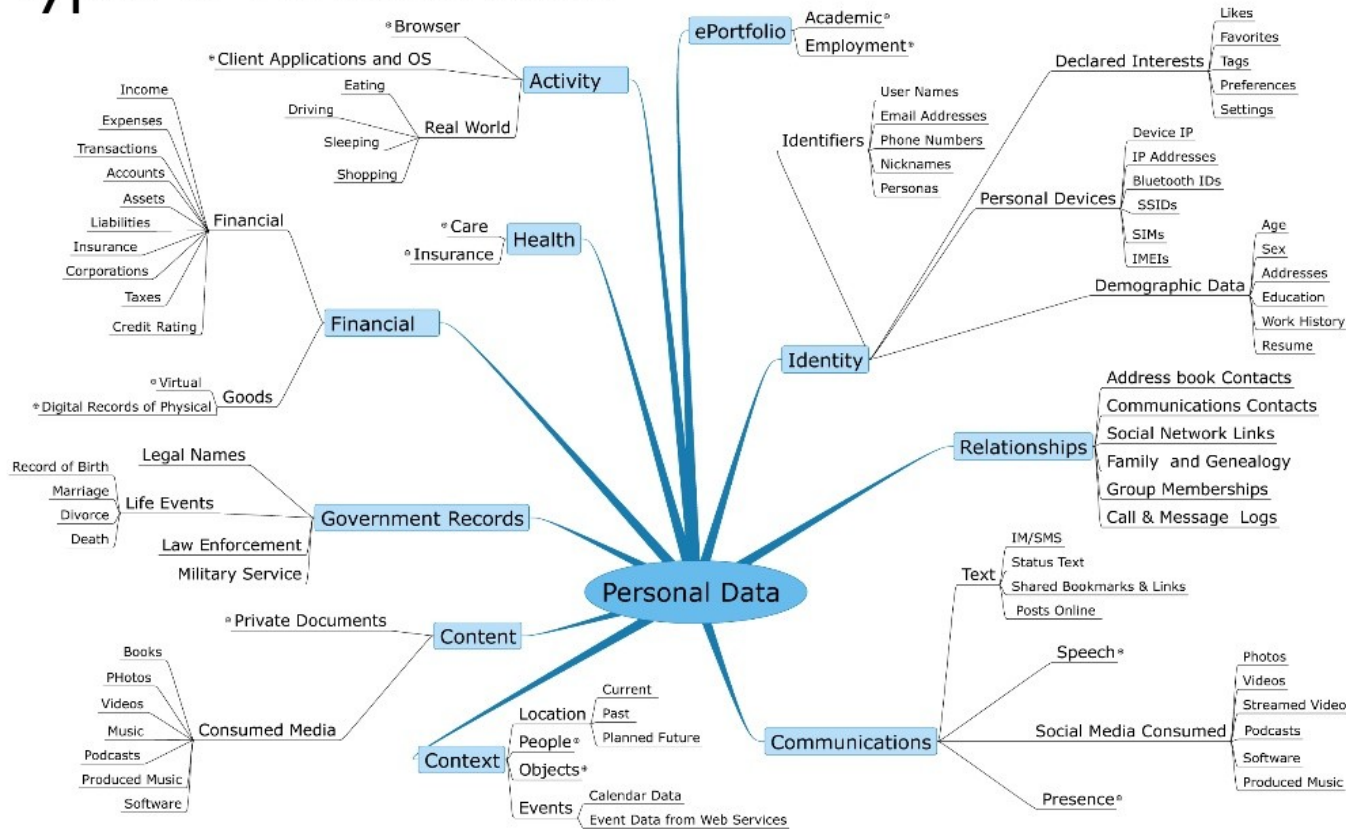 Browser
Client Applications and OS
Activity
Eating
Driving
Sleeping
Shopping
Real World
ePortfolio
Academic
Employment
Income
Expenses
Transactions
Accounts
Assets
Liabilities
Insurance
Corporations
Taxes
Credit Rating
Financial
Financial
Virtual
Digital Records of Physical
Goods
Care
Insurance
Health
Identifiers
User Names
Email Addresses
Phone Numbers
Nicknames
Personas
Declared Interests
Likes
Favorites
Tags
Preferences
Settings
Personal Devices
Device IP
IP Addresses
Bluetooth IDs
SSIDs
SIMs
IMEIs
Demographic Data
Age
Sex
Addresses
Education
Work History
Resume
Identity
Legal Names
Record of Birth
Marriage
Divorce
Death
Life Events
Law Enforcement
Military Service
Government Records
Relationships
Address book Contacts
Communications Contacts
Social Network Links
Family and Genealogy
Group Memberships
Call & Message Logs
Personal Data
Private Documents
Content
Books
PHotos
Videos
Music
Podcasts
Produced Music
Software
Consumed Media
Context
Location
Current
Past
Planned Future
People
Objects
Events
Calendar Data
Event Data from Web Services
Communications
Text
IM/SMS
Status Text
Shared Bookmarks & Links
Posts Online
Speech
Social Media Consumed
Photos
Videos
Streamed Video
Podcasts
Software
Produced Music
Presence